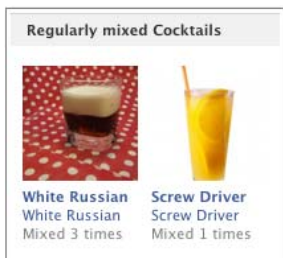 Regularly mixed Cocktails
White Russian
White Russian
Mixed 3 times
Screw Driver
Screw Driver
Mixed 1 times